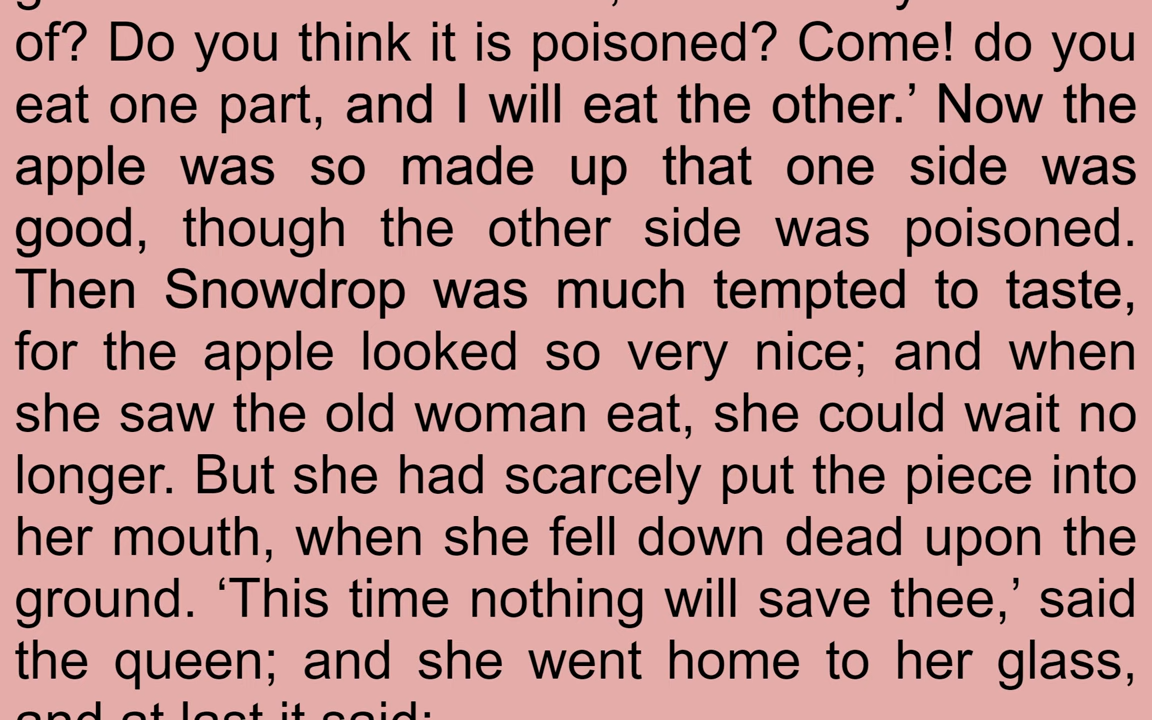 of? Do you think it is poisoned? Come! do you
eat one part, and I will eat the other.’ Now the
apple was so made up that one side was
good, though the other side was poisoned.
Then Snowdrop was much tempted to taste,
for the apple looked so very nice; and when
she saw the old woman eat, she could wait no
longer. But she had scarcely put the piece into
her mouth, when she fell down dead upon the
ground. ‘This time nothing will save thee,’ said
the queen; and she went home to her glass,
and at last it said: